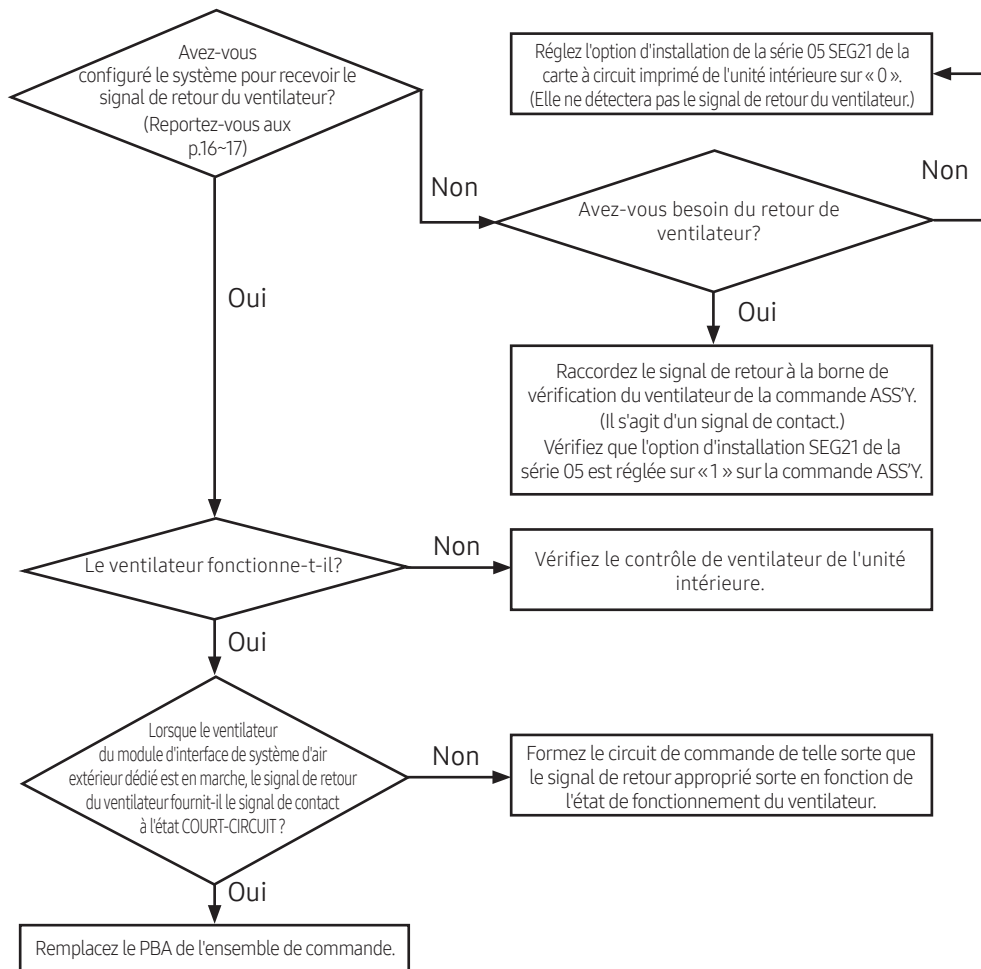 Avez-vous
configuré le système pour recevoir le
signal de retour du ventilateur?
(Reportez-vous aux
p.16~17)
Réglez l'option d'installation de la série 05 SEG21 de la
carte à circuit imprimé de l'unité intérieure sur « 0 ».
(Elle ne détectera pas le signal de retour du ventilateur.)
Non
Non
Avez-vous besoin du retour de
ventilateur?
Oui
Oui
Raccordez le signal de retour à la borne de
vérification du ventilateur de la commande ASS'Y.
(Il s'agit d'un signal de contact.)
Vérifiez que l'option d'installation SEG21 de la
série 05 est réglée sur « 1 » sur la commande ASS'Y.
Le ventilateur fonctionne-t-il?
Non
Vérifiez le contrôle de ventilateur de l'unité
intérieure.
Oui
Lorsque le ventilateur
du module d'interface de système d'air
extérieur dédié est en marche, le signal de retour
du ventilateur fournit-il le signal de contact
à l'état COURT-CIRCUIT ?
Non
Formez le circuit de commande de telle sorte que
le signal de retour approprié sorte en fonction de
l'état de fonctionnement du ventilateur.
Oui
Remplacez le PBA de l'ensemble de commande.